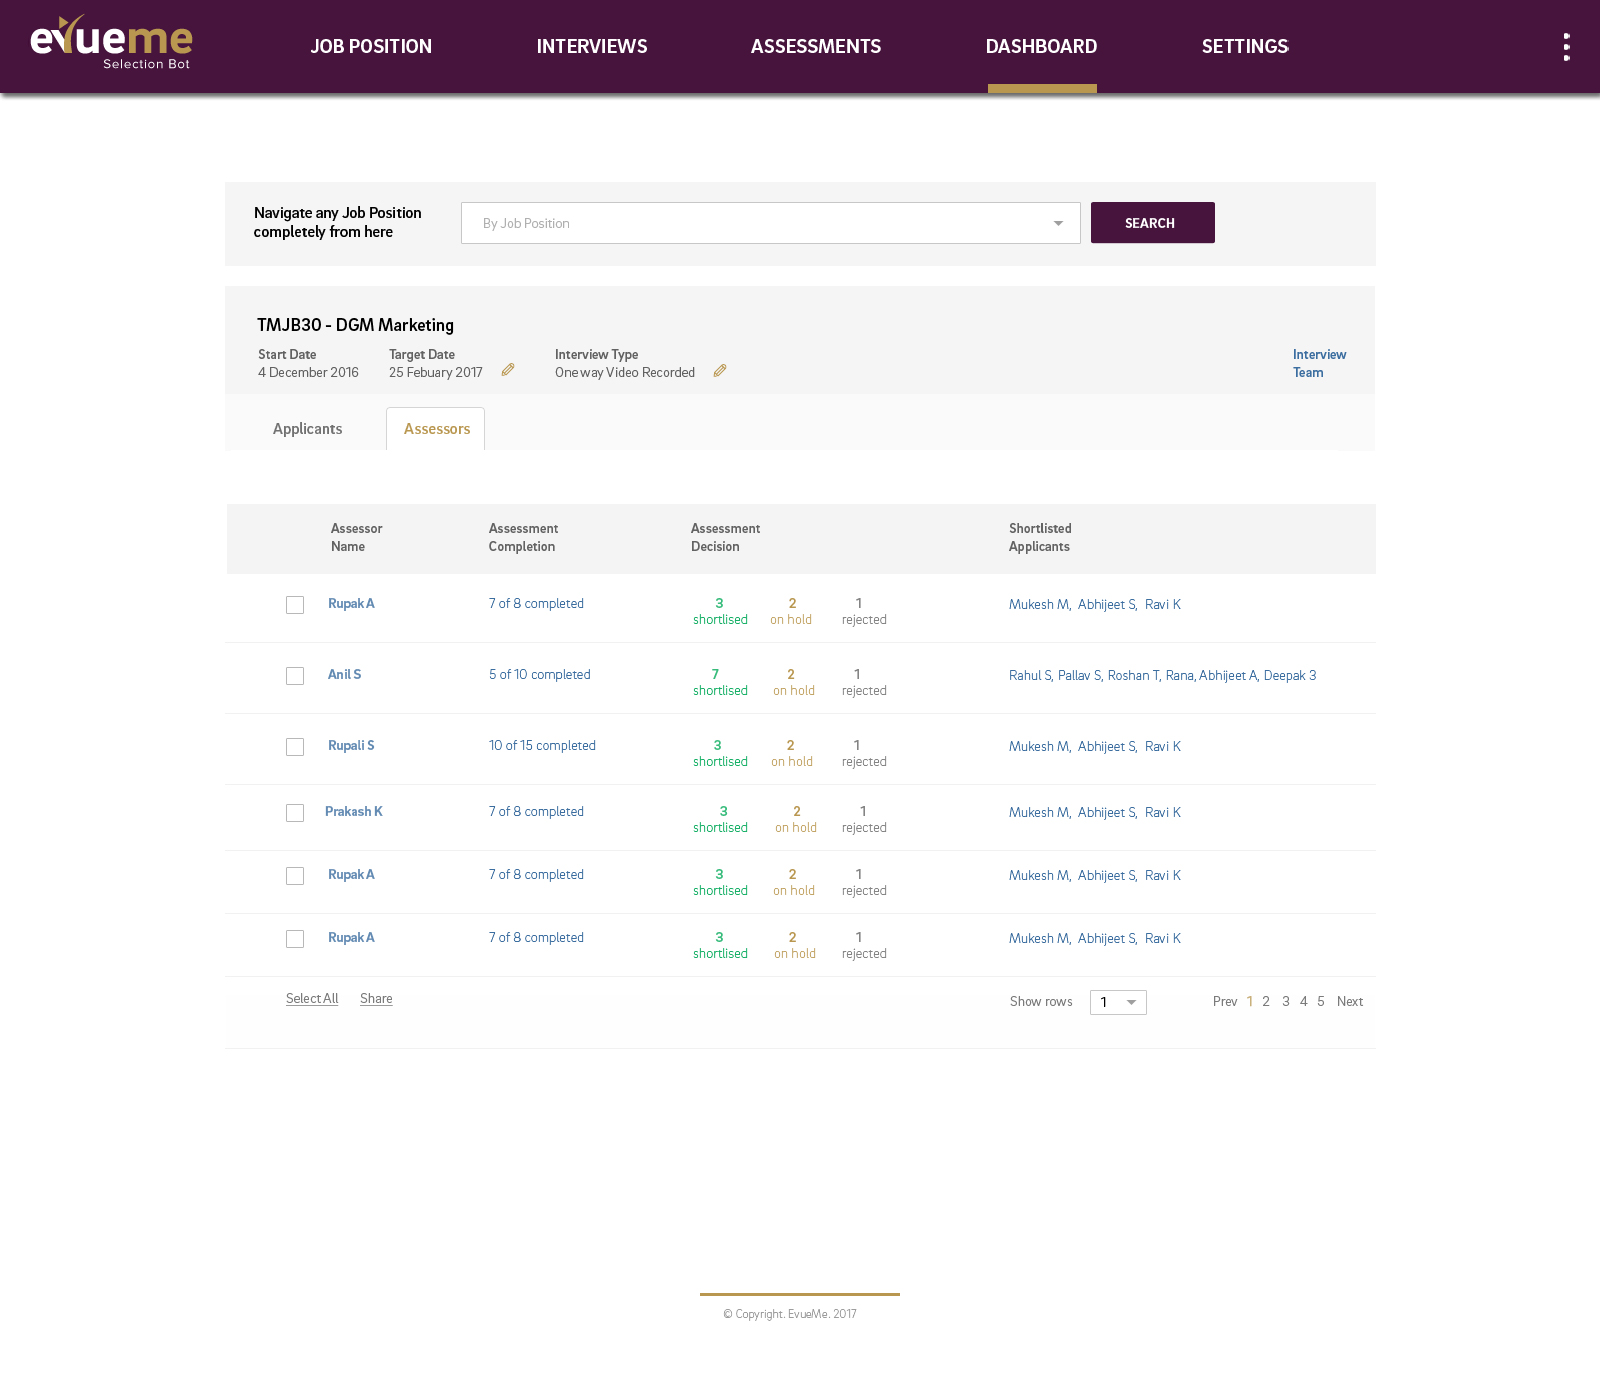 evueme
Selection Bot
JOB POSITION INTERVIEWS ASSESSMENTS DASHBOARD SETTINGS
Navigate any Job Position
completely from here
By Job Position
SEARCH
TMJB30 - DGM Marketing
Start Date Target Date Interview Type Interview
4 December 2016 25 Febuary 2017 One way Video Recorded Team
Applicants Assessors
Assessor Assessment Assessment Shortlisted
Name Completion Decision Applicants
Rupak A 7 of 8 completed 3 2 1 Mukesh M, Abhijeet S, Ravi K
shortlised on hold rejected
Anil S 5 of 10 completed 7 2 1 Rahul S, Pallav S, Roshan T, Rana, Abhijeet A, Deepak 3
shortlised on hold rejected
Rupali S 10 of 15 completed 3 2 1 Mukesh M, Abhijeet S, Ravi K
shortlised on hold rejected
Prakash K 7 of 8 completed 3 2 1 Mukesh M, Abhijeet S, Ravi K
shortlised on hold rejected
Rupak A 7 of 8 completed 3 2 1 Mukesh M, Abhijeet S, Ravi K
shortlised on hold rejected
Rupak A 7 of 8 completed 3 2 1 Mukesh M, Abhijeet S, Ravi K
shortlised on hold rejected
Select All Share Show rows 1 Prev 1 2 3 4 5 Next
© Copyright. EvueMe. 2017